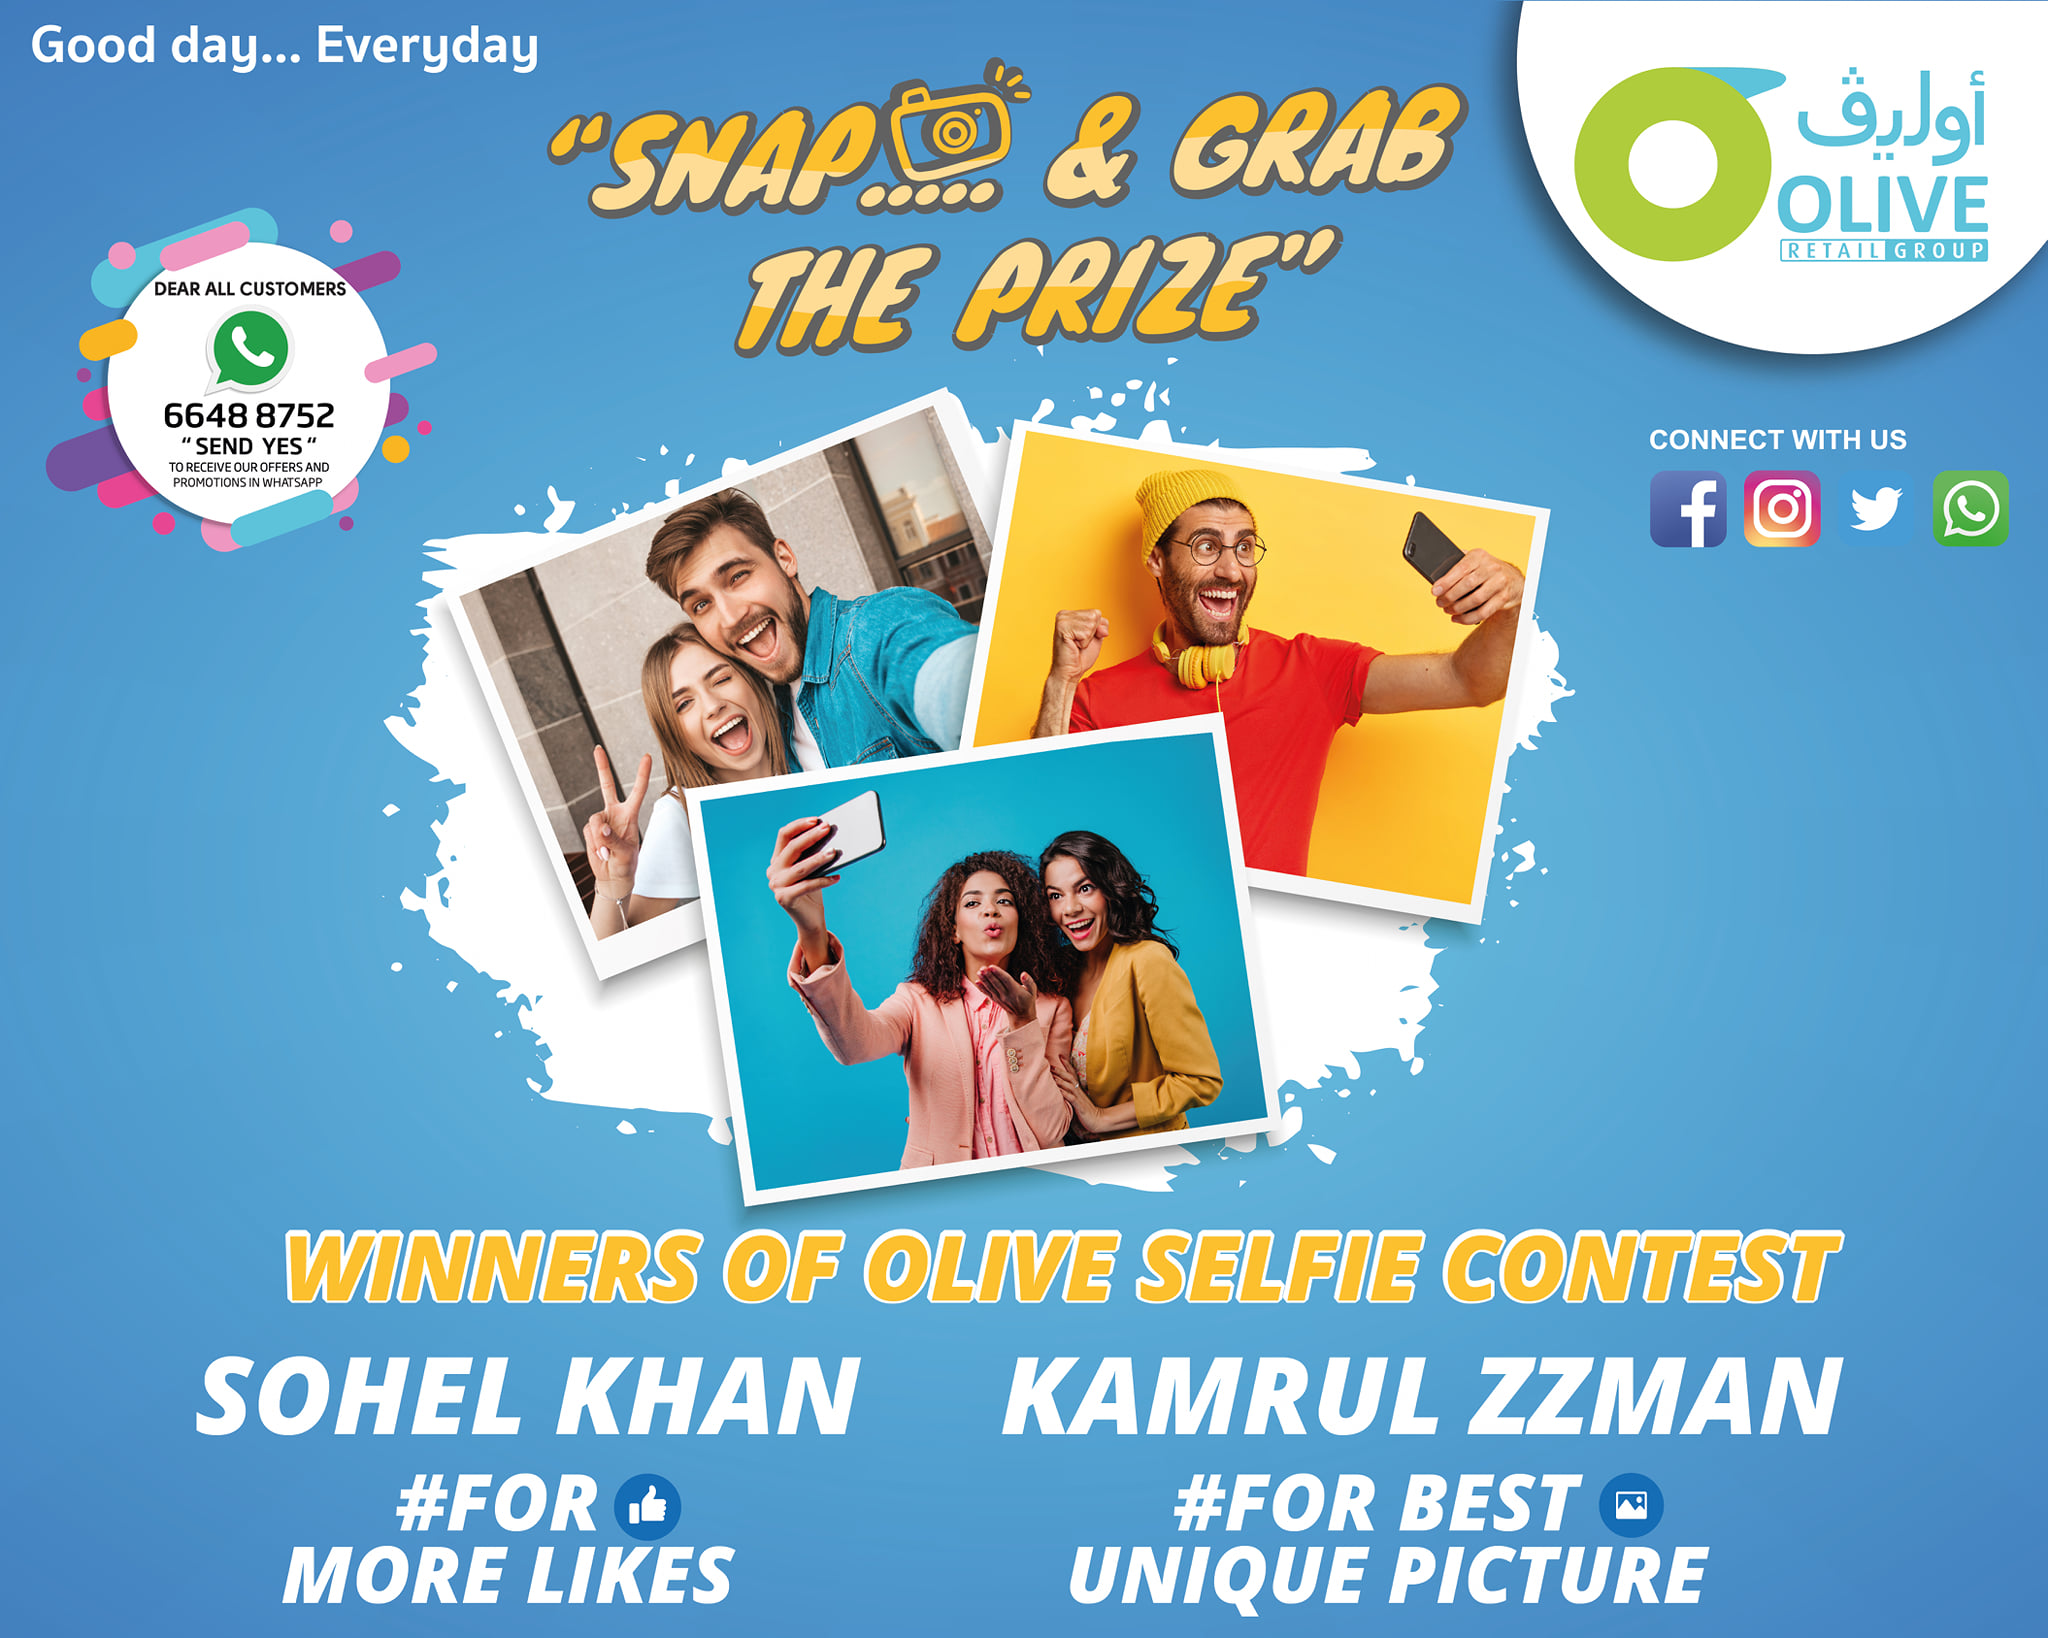 Good day... Everyday
"SNAP..... & GRAB
THE PRIZE"
أوليڤ
OLIVE
RETAIL GROUP
DEAR ALL CUSTOMERS
6648 8752
"SEND YES"
TO RECEIVE OUR OFFERS AND
PROMOTIONS IN WHATSAPP
CONNECT WITH US
WINNERS OF OLIVE SELFIE CONTEST
SOHEL KHAN
#FOR
MORE LIKES
KAMRUL ZZMAN
#FOR BEST
UNIQUE PICTURE